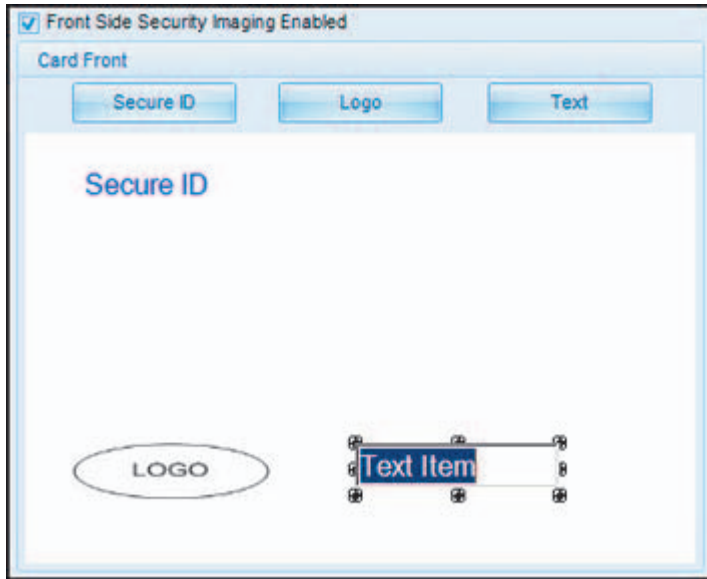 Front Side Security Imaging Enabled
Card Front
Secure ID Logo Text
Secure ID
LOGO Text Item